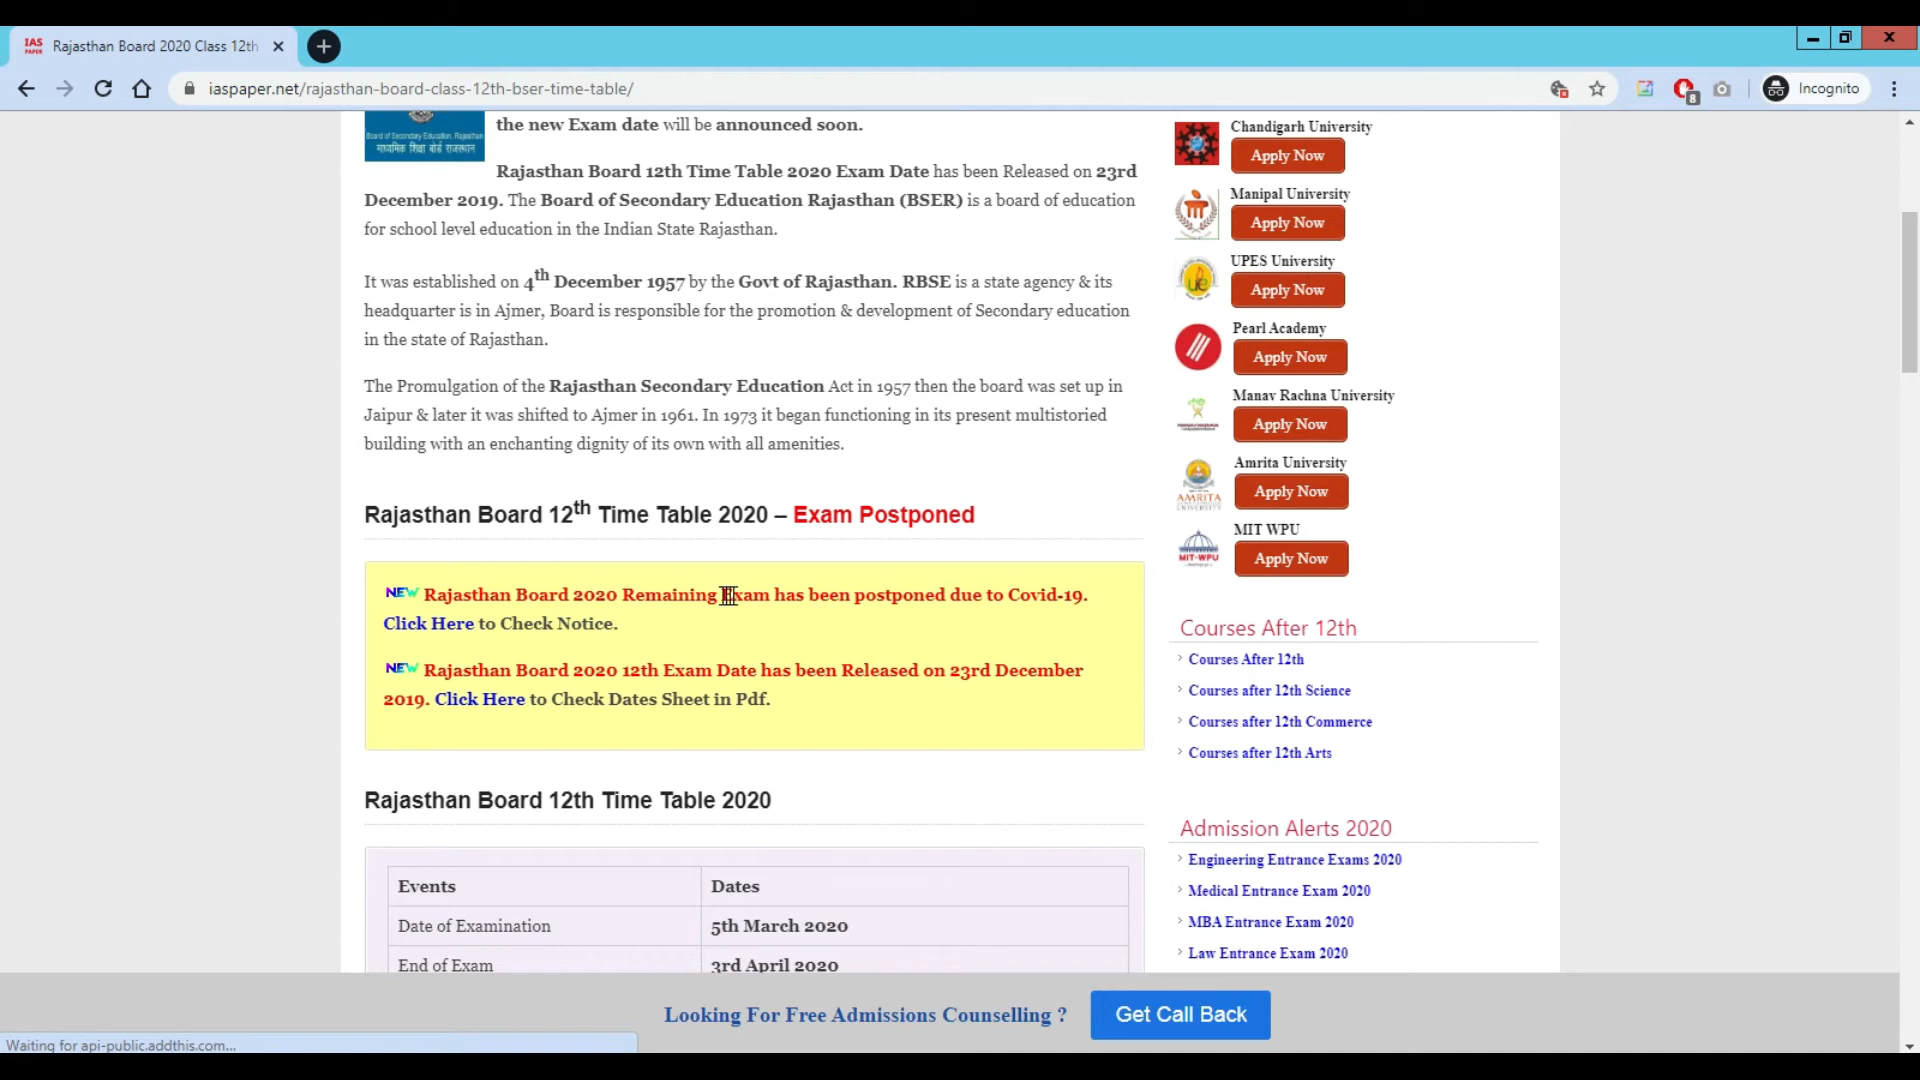 IAS PAPER Rajasthan Board 2020 Class 12th
iaspaper.net/rajasthan-board-class-12th-bser-time-table/
8
Incognito
Board of Secondary Education, Rajasthan
माध्यमिक शिक्षा बोर्ड राजस्थान
the new Exam date will be announced soon.
Rajasthan Board 12th Time Table 2020 Exam Date has been Released on 23rd
December 2019. The Board of Secondary Education Rajasthan (BSER) is a board of education
for school level education in the Indian State Rajasthan.
It was established on 4th December 1957 by the Govt of Rajasthan. RBSE is a state agency & its
headquarter is in Ajmer, Board is responsible for the promotion & development of Secondary education
in the state of Rajasthan.
The Promulgation of the Rajasthan Secondary Education Act in 1957 then the board was set up in
Jaipur & later it was shifted to Ajmer in 1961. In 1973 it began functioning in its present multistoried
building with an enchanting dignity of its own with all amenities.
Rajasthan Board 12th Time Table 2020 – Exam Postponed
NEW Rajasthan Board 2020 Remaining Exam has been postponed due to Covid-19.
Click Here to Check Notice.
NEW Rajasthan Board 2020 12th Exam Date has been Released on 23rd December
2019. Click Here to Check Dates Sheet in Pdf.
Rajasthan Board 12th Time Table 2020
Events Dates
Date of Examination 5th March 2020
End of Exam 3rd April 2020
Chandigarh University
Apply Now
Manipal University
Apply Now
UPES University
Apply Now
Pearl Academy
Apply Now
Manav Rachna University
Apply Now
Amrita University
AMRITA
Apply Now
MIT WPU
MIT-WPU
Apply Now
Courses After 12th
Courses After 12th
Courses after 12th Science
Courses after 12th Commerce
Courses after 12th Arts
Admission Alerts 2020
Engineering Entrance Exams 2020
Medical Entrance Exam 2020
MBA Entrance Exam 2020
Law Entrance Exam 2020
Looking For Free Admissions Counselling ? Get Call Back
Waiting for api-public.addthis.com...